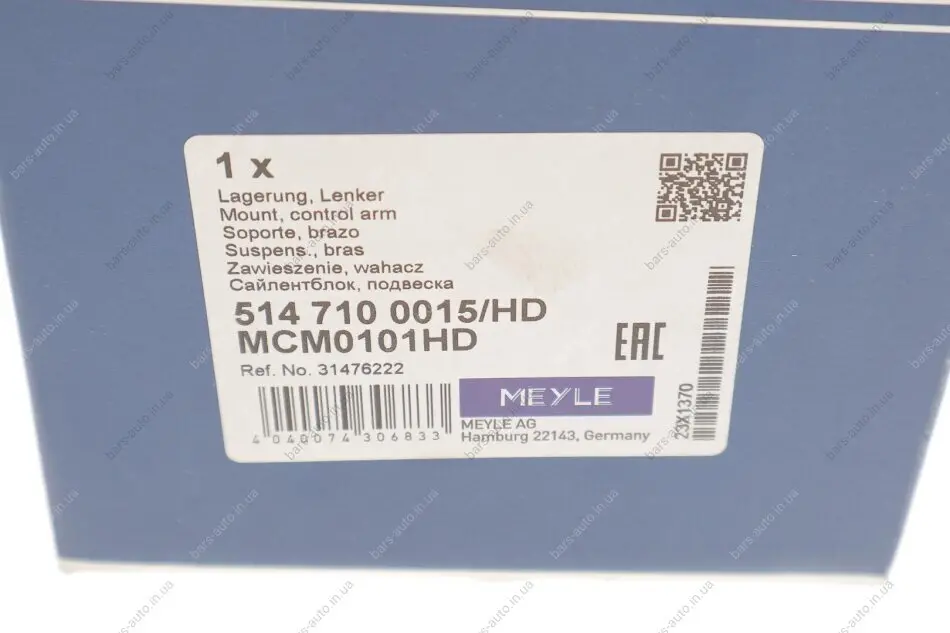 1 x
Lagerung, Lenker
Mount, control arm
Soporte, brazo
Suspens., bras
Zawieszenie, wahacz
Сайлентблок, подвеска
514 710 0015/HD
MCM0101HD
EAC
Ref. No. 31476222
MEYLE
4 040074 306833
MEYLE AG
Hamburg 22143, Germany
23X1370
bars-auto.in.ua